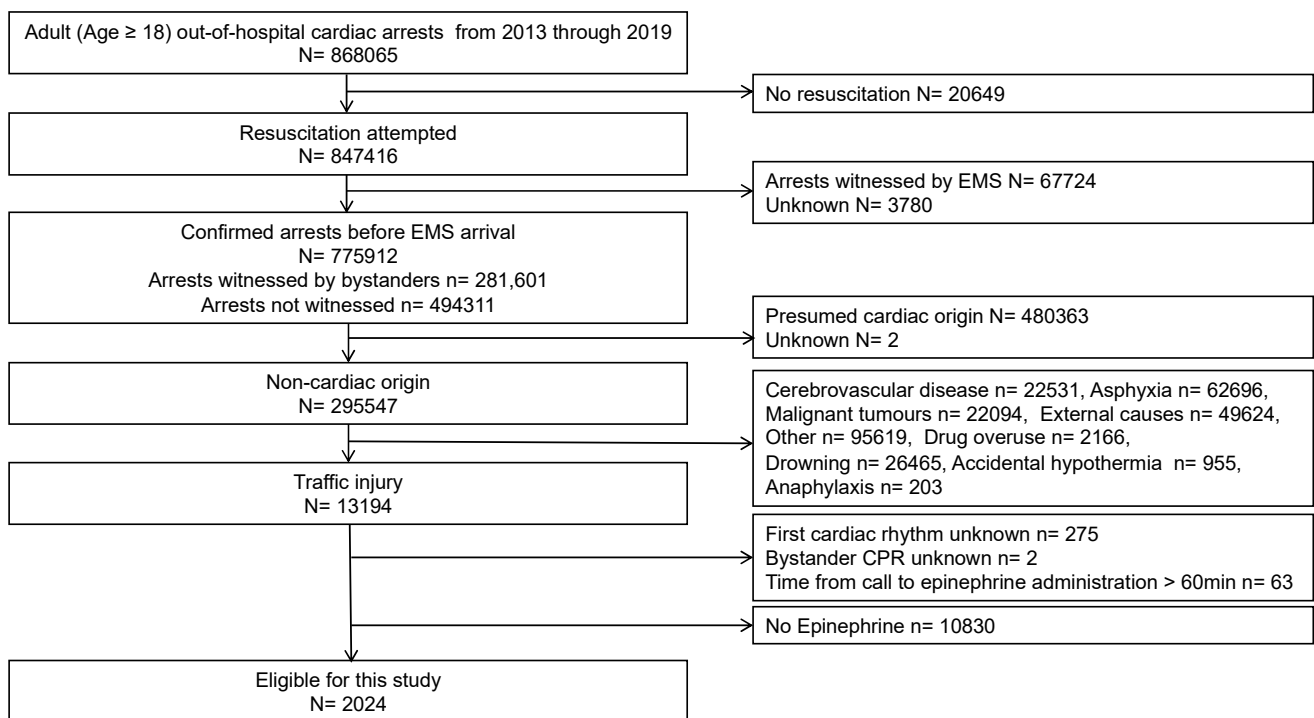 Adult (Age ≥ 18) out-of-hospital cardiac arrests from 2013 through 2019
N= 868065
No resuscitation N= 20649
Resuscitation attempted
N= 847416
Arrests witnessed by EMS N= 67724
Unknown N= 3780
Confirmed arrests before EMS arrival
N= 775912
Arrests witnessed by bystanders n= 281,601
Arrests not witnessed n= 494311
Presumed cardiac origin N= 480363
Unknown N= 2
Non-cardiac origin
N= 295547
Cerebrovascular disease n= 22531, Asphyxia n= 62696,
Malignant tumours n= 22094, External causes n= 49624,
Other n= 95619, Drug overuse n= 2166,
Drowning n= 26465, Accidental hypothermia n= 955,
Anaphylaxis n= 203
Traffic injury
N= 13194
First cardiac rhythm unknown n= 275
Bystander CPR unknown n= 2
Time from call to epinephrine administration > 60min n= 63
No Epinephrine n= 10830
Eligible for this study
N= 2024